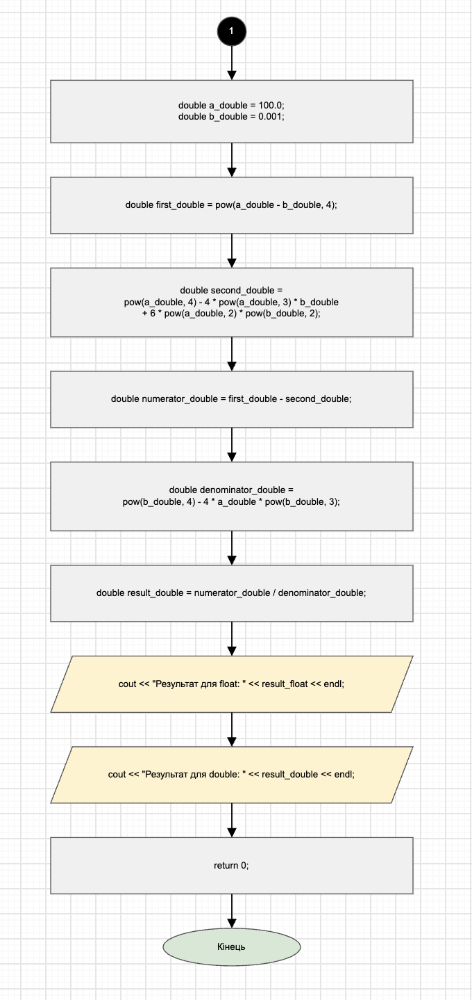 1
double a_double = 100.0;
double b_double = 0.001;
double first_double = pow(a_double - b_double, 4);
double second_double =
pow(a_double, 4) - 4 * pow(a_double, 3) * b_double
+ 6 * pow(a_double, 2) * pow(b_double, 2);
double numerator_double = first_double - second_double;
double denominator_double =
pow(b_double, 4) - 4 * a_double * pow(b_double, 3);
double result_double = numerator_double / denominator_double;
cout << "Результат для float: " << result_float << endl;
cout << "Результат для double: " << result_double << endl;
return 0;
Кінець